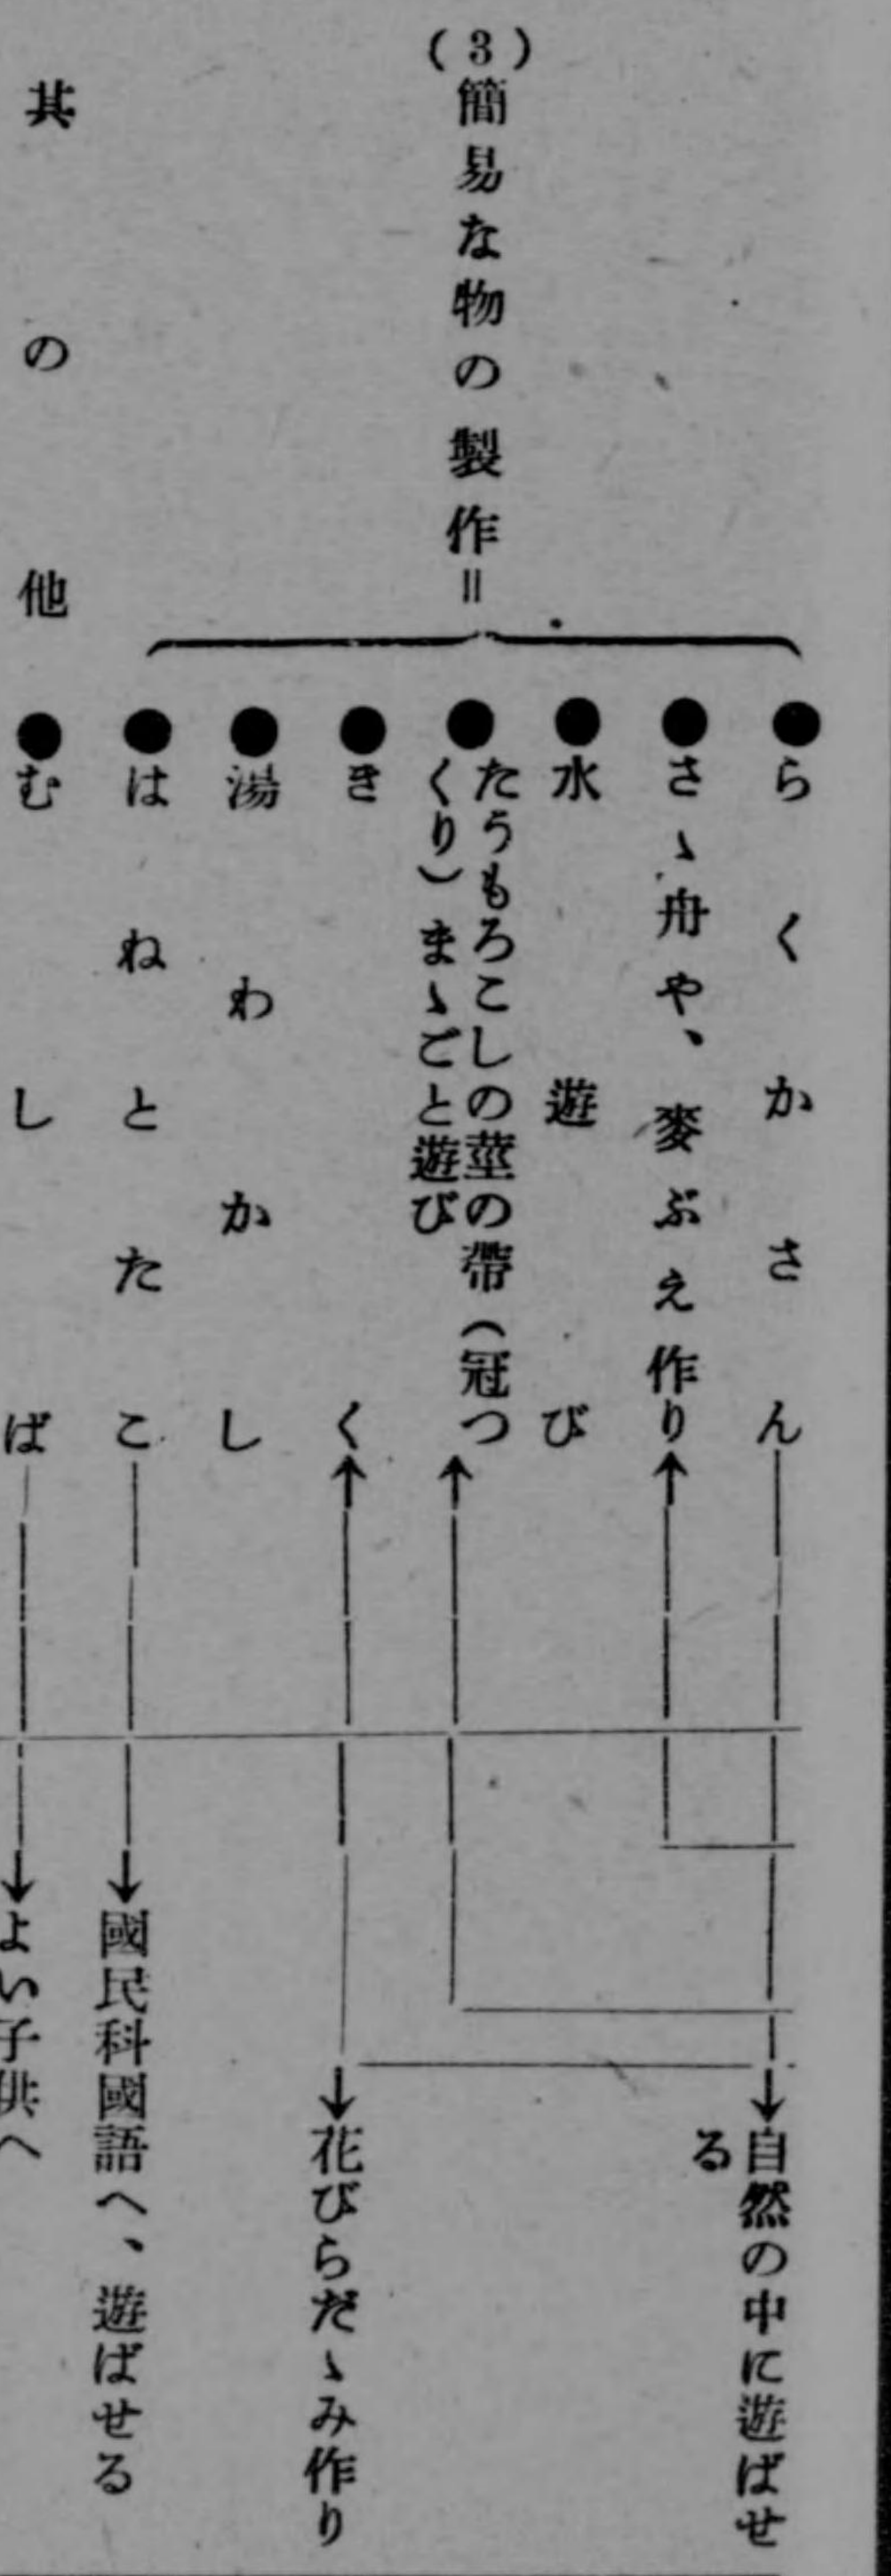 (3)簡易な物の製作=
●らくかさん
自然の中に遊ばせ
る
●さゝ舟や、麥ぶえ作り
●水遊び
●たうもろこしの莖の帶(冠つ
くり)まゝごと遊び
●きく
花びらだゝみ作り
●湯わかし
●はねとたこ
國民科國語へ、遊ばせる
其の他
●むしば
よい子供へ